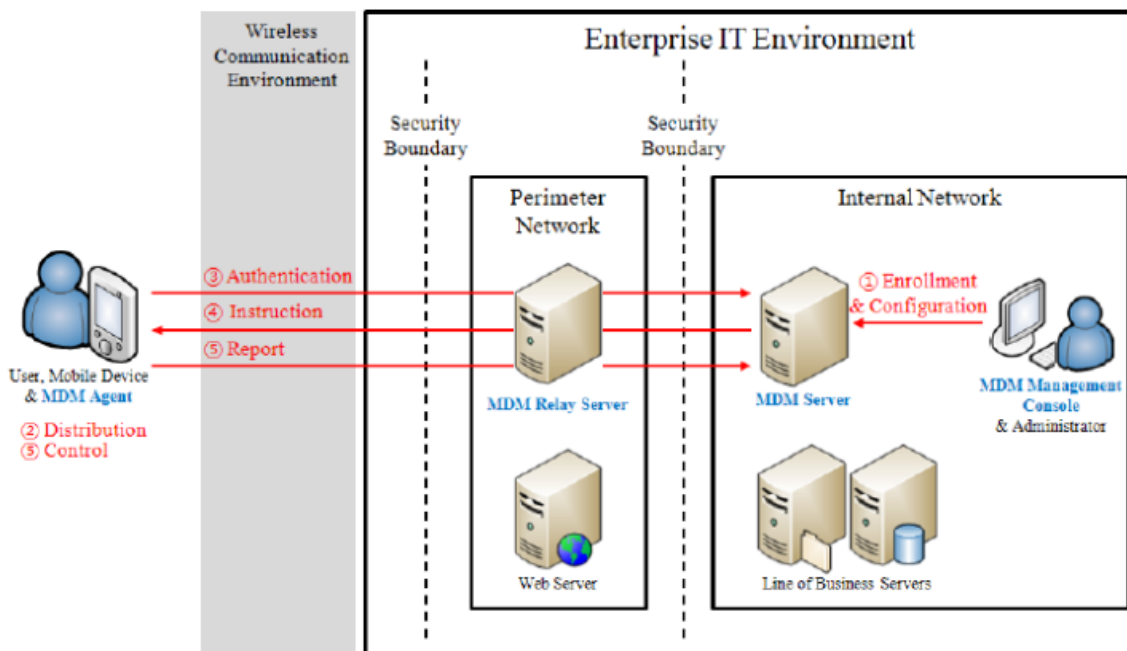 Wireless
Communication
Environment
Enterprise IT Environment
Security
Boundary
Security
Boundary
Perimeter
Network
Internal Network
③ Authentication
④ Instruction
⑤ Report
① Enrollment
& Configuration
User, Mobile Device
& MDM Agent
② Distribution
⑤ Control
MDM Relay Server
MDM Server
MDM Management
Console
& Administrator
Web Server
Line of Business Servers